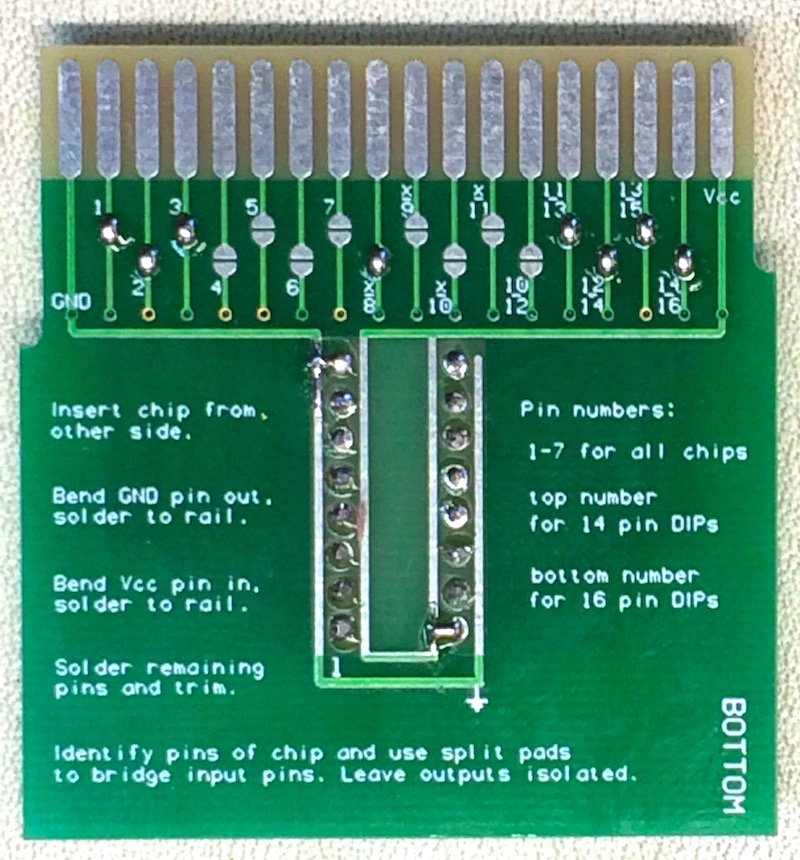 Vcc
1
3
5
7
8/x
9/x
x
11
11
13
13
15
2
4
6
x
10
10
12
12
14
14
16
GND
Insert chip from
other side.
Bend GND pin out,
solder to rail.
Bend Vcc pin in,
solder to rail.
Solder remaining
pins and trim.
Pin numbers:
1-7 for all chips
top number
for 14 pin DIPs
bottom number
for 16 pin DIPs
1
Identify pins of chip and use split pads
to bridge input pins. Leave outputs isolated.
BOTTOM